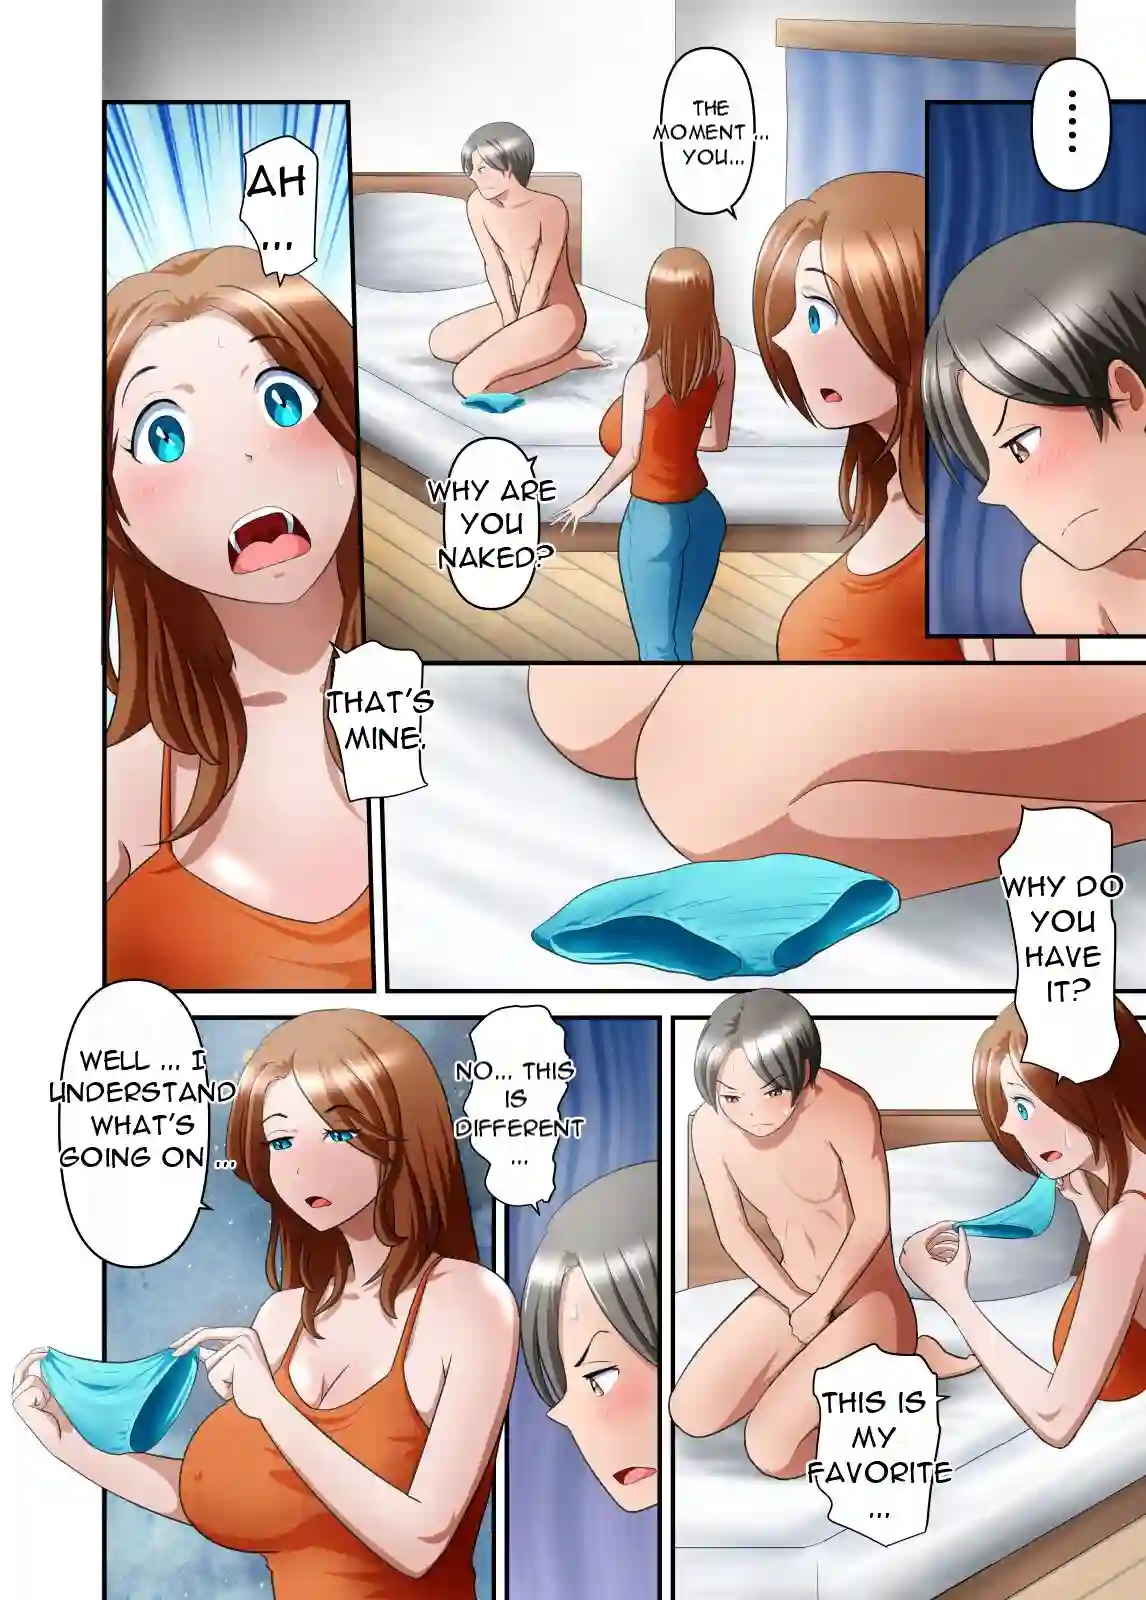 AH
...
THE
MOMENT ...
YOU...
.....
WHY ARE
YOU
NAKED?
THAT'S
MINE.
WHY DO
YOU
HAVE
IT?
WELL ... I
UNDERSTAND
WHAT'S
GOING ON ...
NO... THIS
IS
DIFFERENT
...
THIS IS
MY
FAVORITE
...